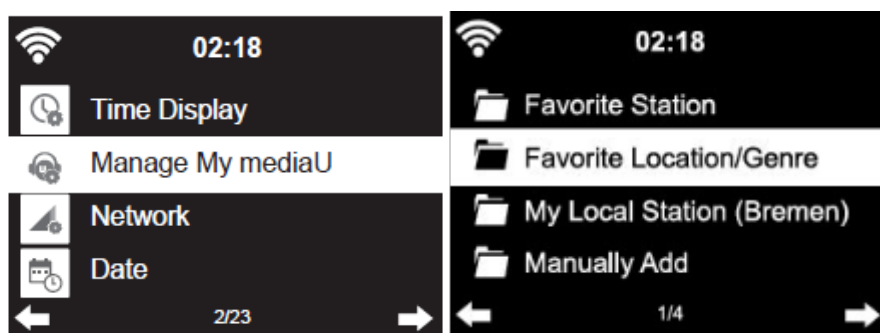 02:18
Time Display
Manage My mediaU
Network
Date
2/23
02:18
Favorite Station
Favorite Location/Genre
My Local Station (Bremen)
Manually Add
1/4